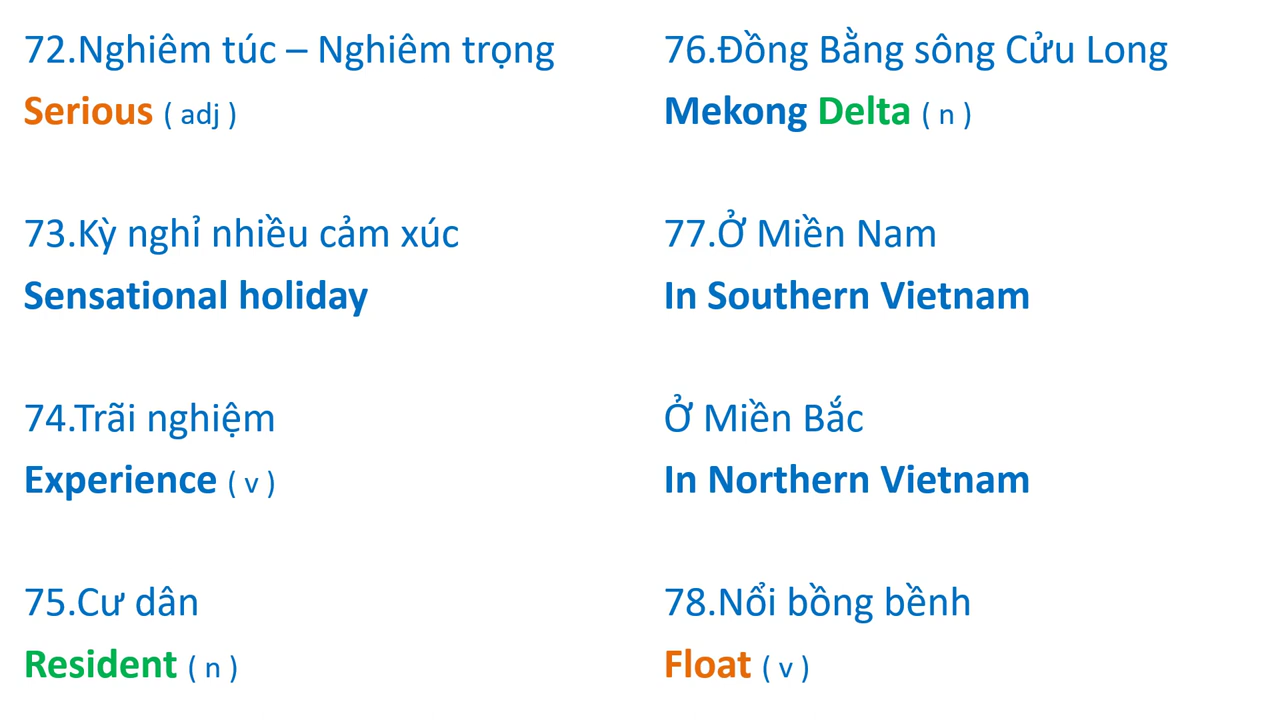 72.Nghiêm túc – Nghiêm trọng
Serious ( adj )
73.Kỳ nghỉ nhiều cảm xúc
Sensational holiday
74.Trãi nghiệm
Experience ( v )
75.Cư dân
Resident ( n )
76.Đồng Bằng sông Cửu Long
Mekong Delta ( n )
77.Ở Miền Nam
In Southern Vietnam
Ở Miền Bắc
In Northern Vietnam
78.Nổi bồng bềnh
Float ( v )